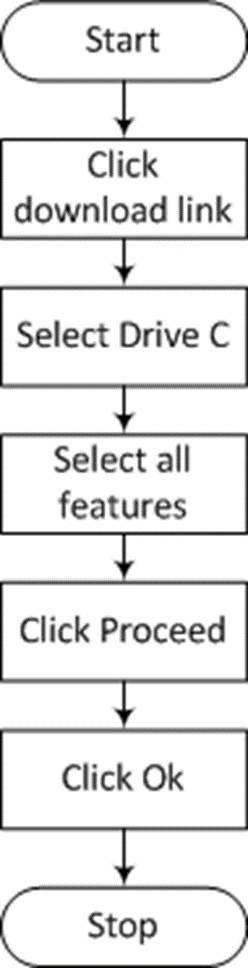 Start
Click
download link
Select Drive C
Select all
features
Click Proceed
Click Ok
Stop